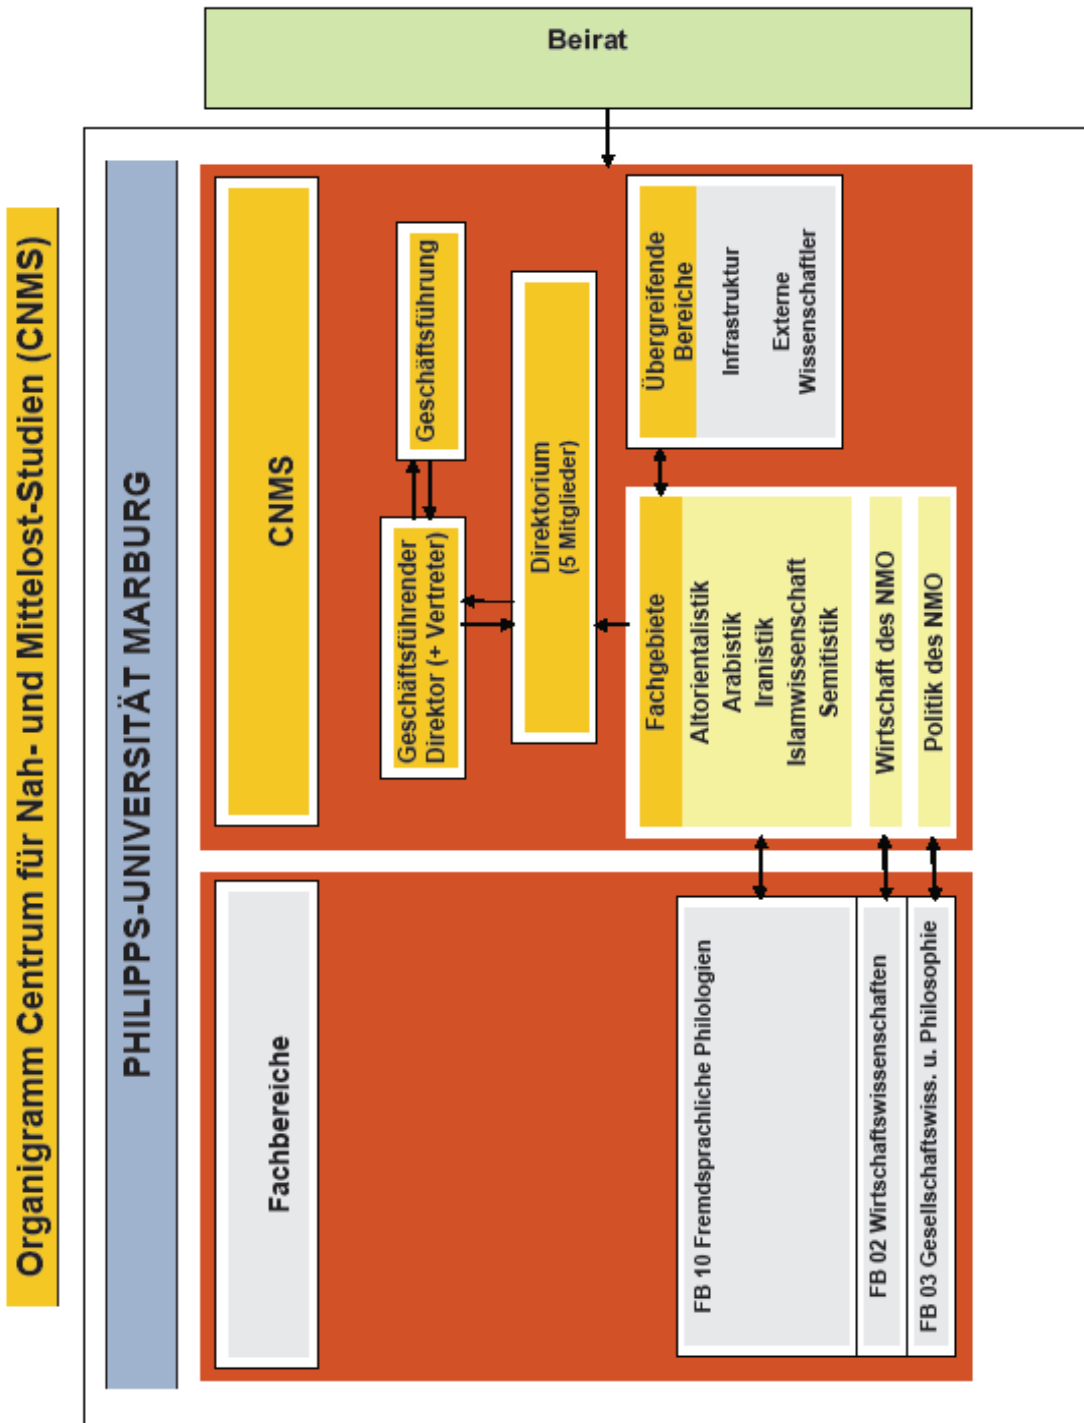 Organigramm Centrum für Nah- und Mittelost-Studien (CNMS)
PHILIPPS-UNIVERSITÄT MARBURG
Fachbereiche
FB 10 Fremdsprachliche Philologien
FB 02 Wirtschaftswissenschaften
FB 03 Gesellschaftswiss. u. Philosophie
CNMS
Geschäftsführender
Direktor (+ Vertreter)
Geschäftsführung
Direktorium
(5 Mitglieder)
Fachgebiete
Altorientalistik
Arabistik
Iranistik
Islamwissenschaft
Semitistik
Wirtschaft des NMO
Politik des NMO
Übergreifende
Bereiche
Infrastruktur
Externe
Wissenschaftler
Beirat